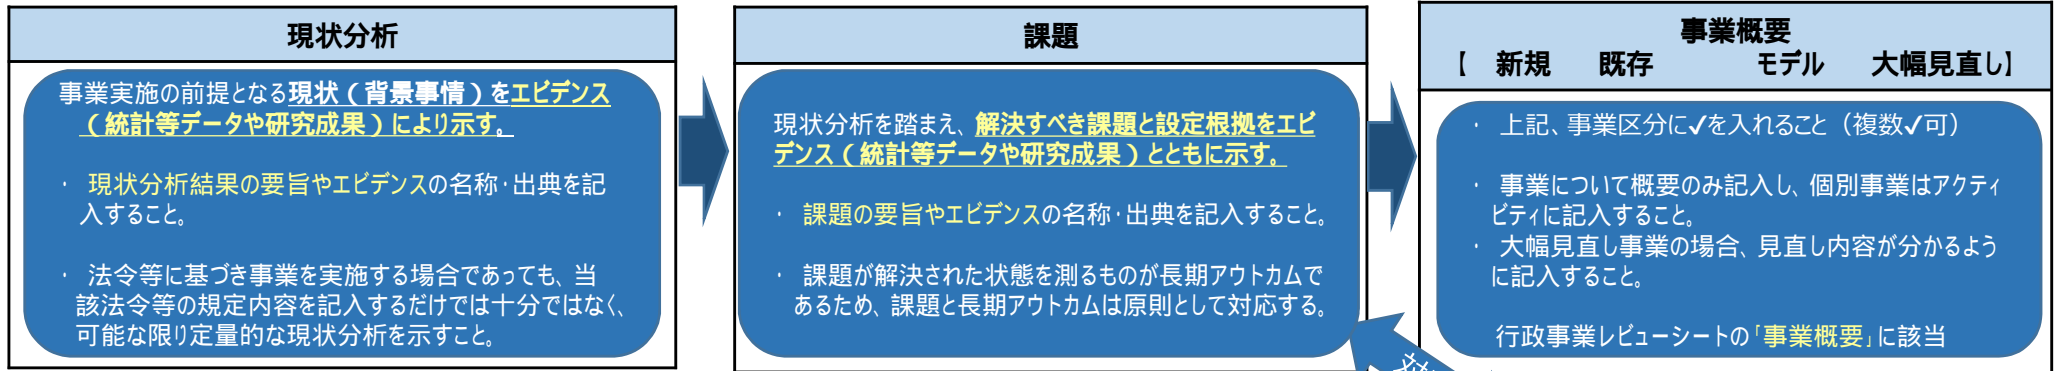 現状分析
事業実施の前提となる現状（背景事情）をエビデンス
（統計等データや研究成果）により示す。
・ 現状分析結果の要旨やエビデンスの名称・出典を記
入すること。
・ 法令等に基づき事業を実施する場合であっても、当
該法令等の規定内容を記入するだけでは十分ではなく、
可能な限り定量的な現状分析を示すこと。
課題
現状分析を踏まえ、解決すべき課題と設定根拠をエビ
デンス（統計等データや研究成果）とともに示す。
・ 課題の要旨やエビデンスの名称・出典を記入すること。
・ 課題が解決された状態を測るものが長期アウトカムで
あるため、課題と長期アウトカムは原則として対応する。
事業概要
【 新規 既存 モデル 大幅見直し】
・ 上記、事業区分に✓を入れること（複数✓可）
・ 事業について概要のみ記入し、個別事業はアクティ
ビティに記入すること。
・ 大幅見直し事業の場合、見直し内容が分かるよう
に記入すること。
行政事業レビューシートの「事業概要」に該当